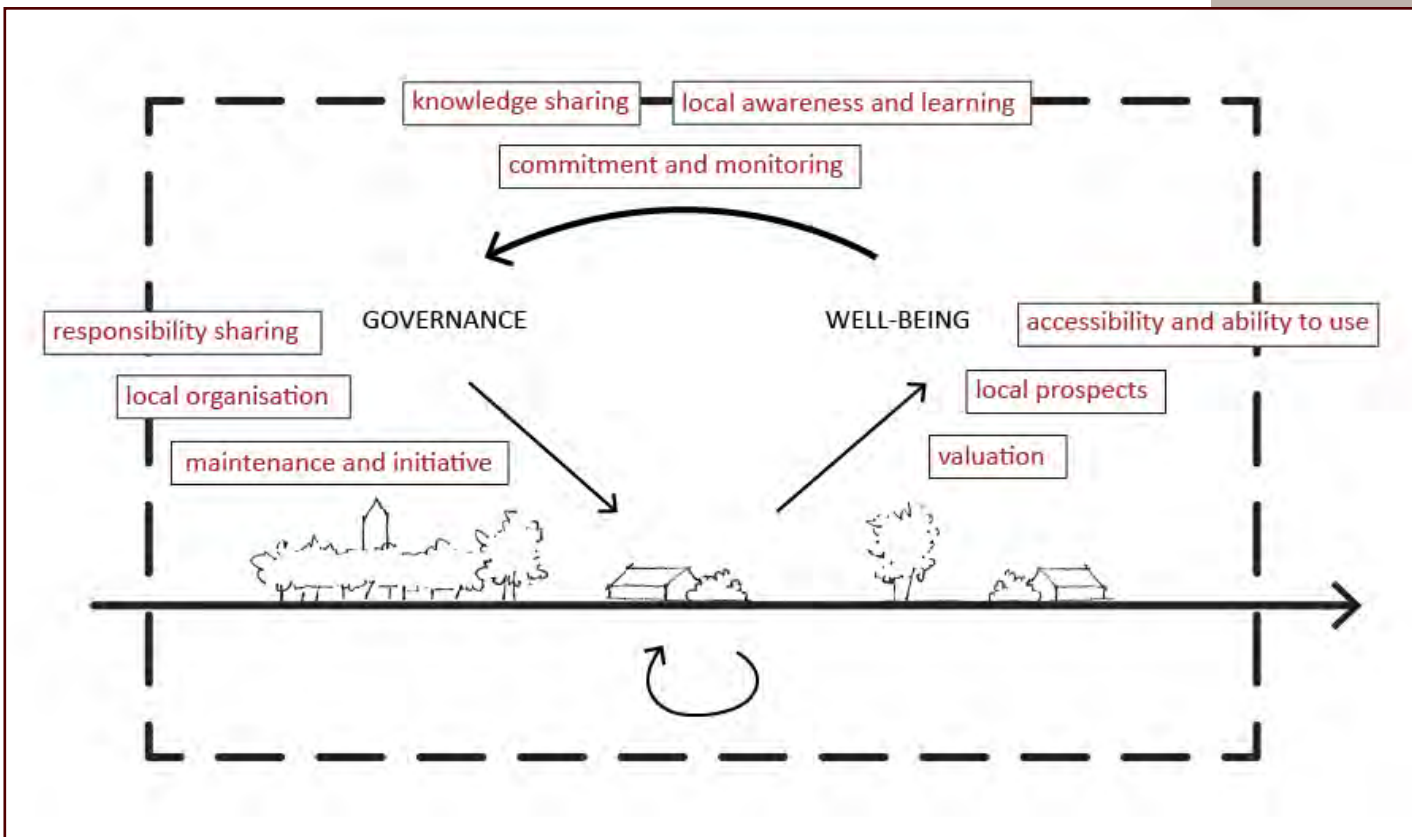 knowledge sharing
local awareness and learning
commitment and monitoring
responsibility sharing
GOVERNANCE
WELL-BEING
accessibility and ability to use
local organisation
local prospects
maintenance and initiative
valuation